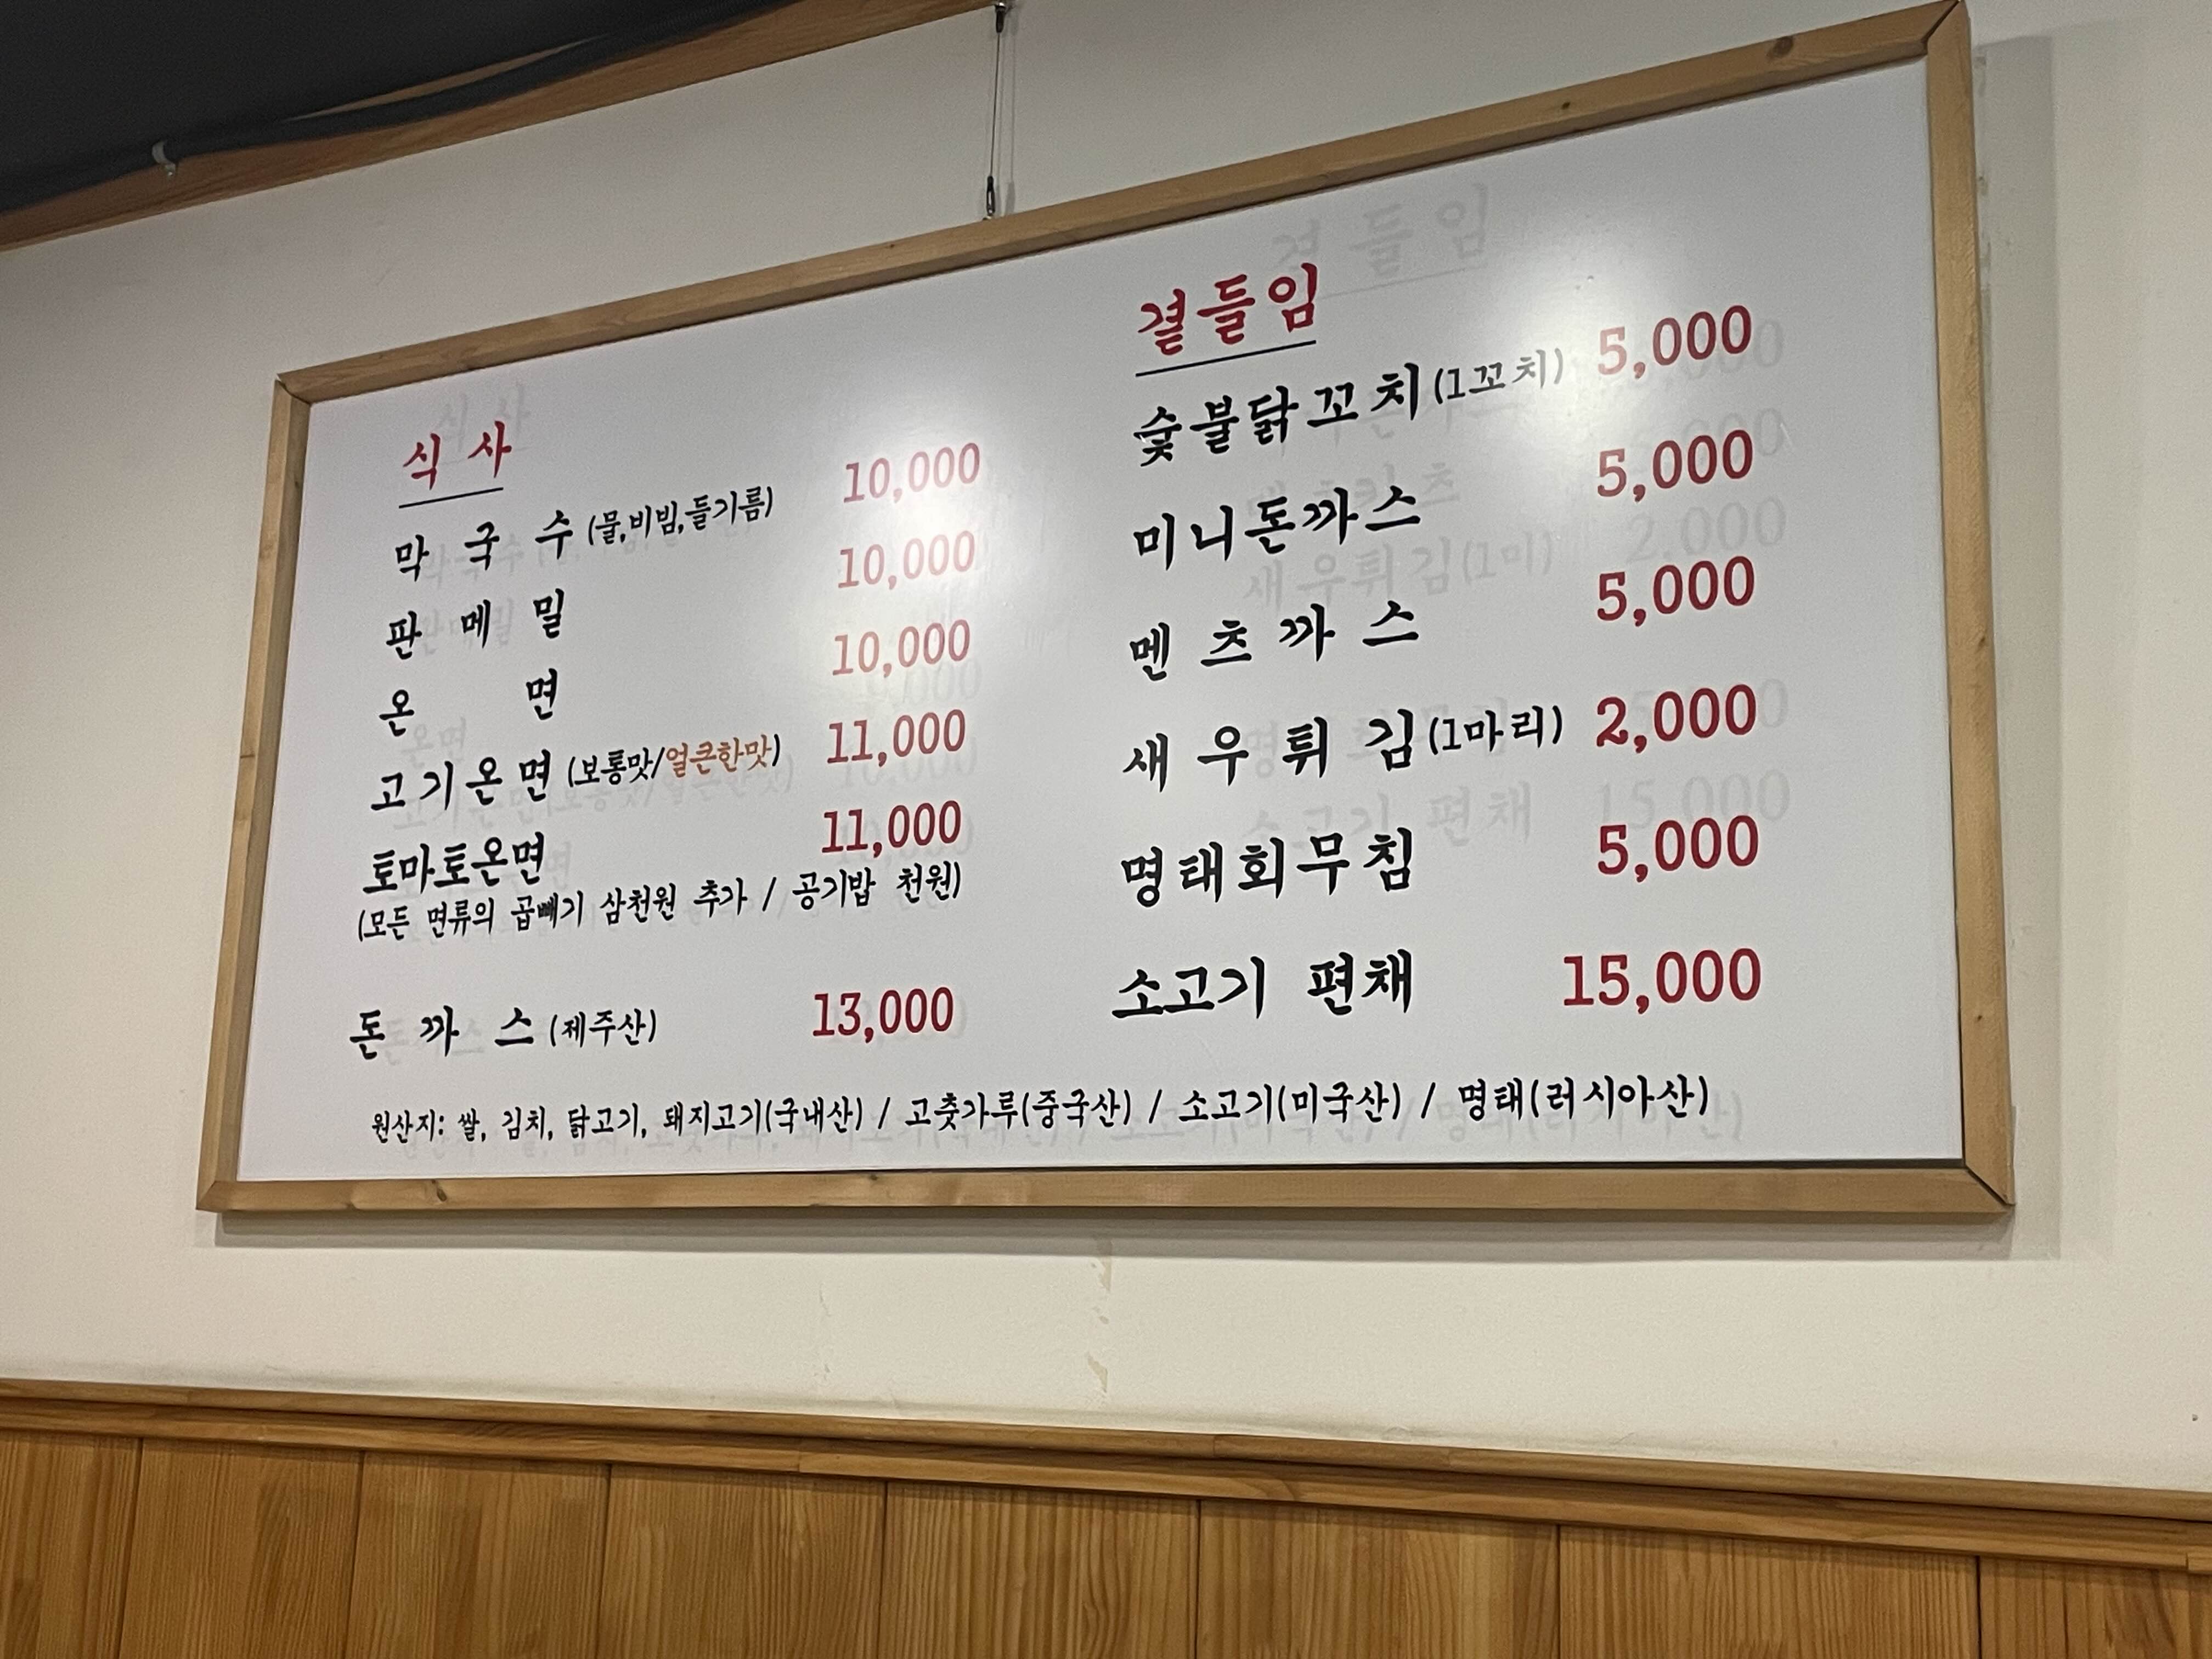 식 사
막 국 수 (물,비빔,들기름) 10,000
판 메 밀 10,000
온 면 10,000
고기온면 (보통맛/얼큰한맛) 11,000
토마토온면 11,000
(모든 면류의 곱빼기 삼천원 추가 / 공기밥 천원)
돈 까 스 (제주산) 13,000
곁들임
숯불닭꼬치 (1꼬치) 5,000
미니돈까스 5,000
멘 츠 까 스 5,000
새 우 튀 김 (1마리) 2,000
명태회무침 5,000
소고기 편채 15,000
원산지: 쌀, 김치, 닭고기, 돼지고기(국내산) / 고춧가루(중국산) / 소고기(미국산) / 명태(러시아산)